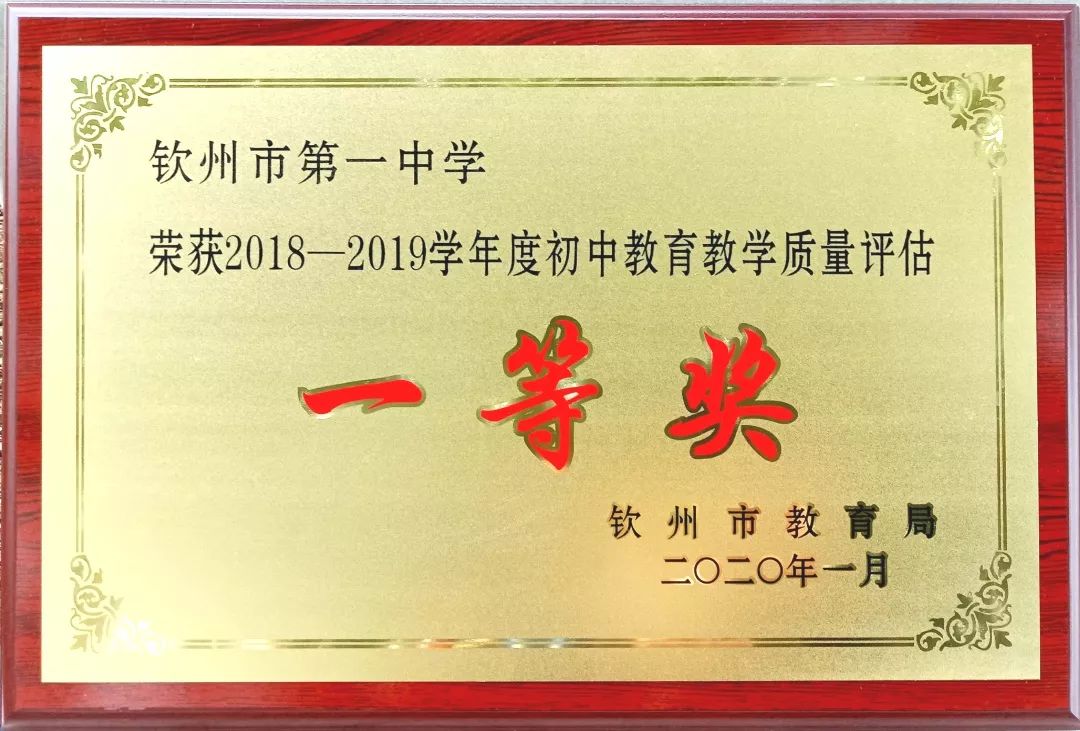 钦州市第一中学
荣获2018—2019学年度初中教育教学质量评估
一等奖
钦州市教育局
二〇二〇年一月